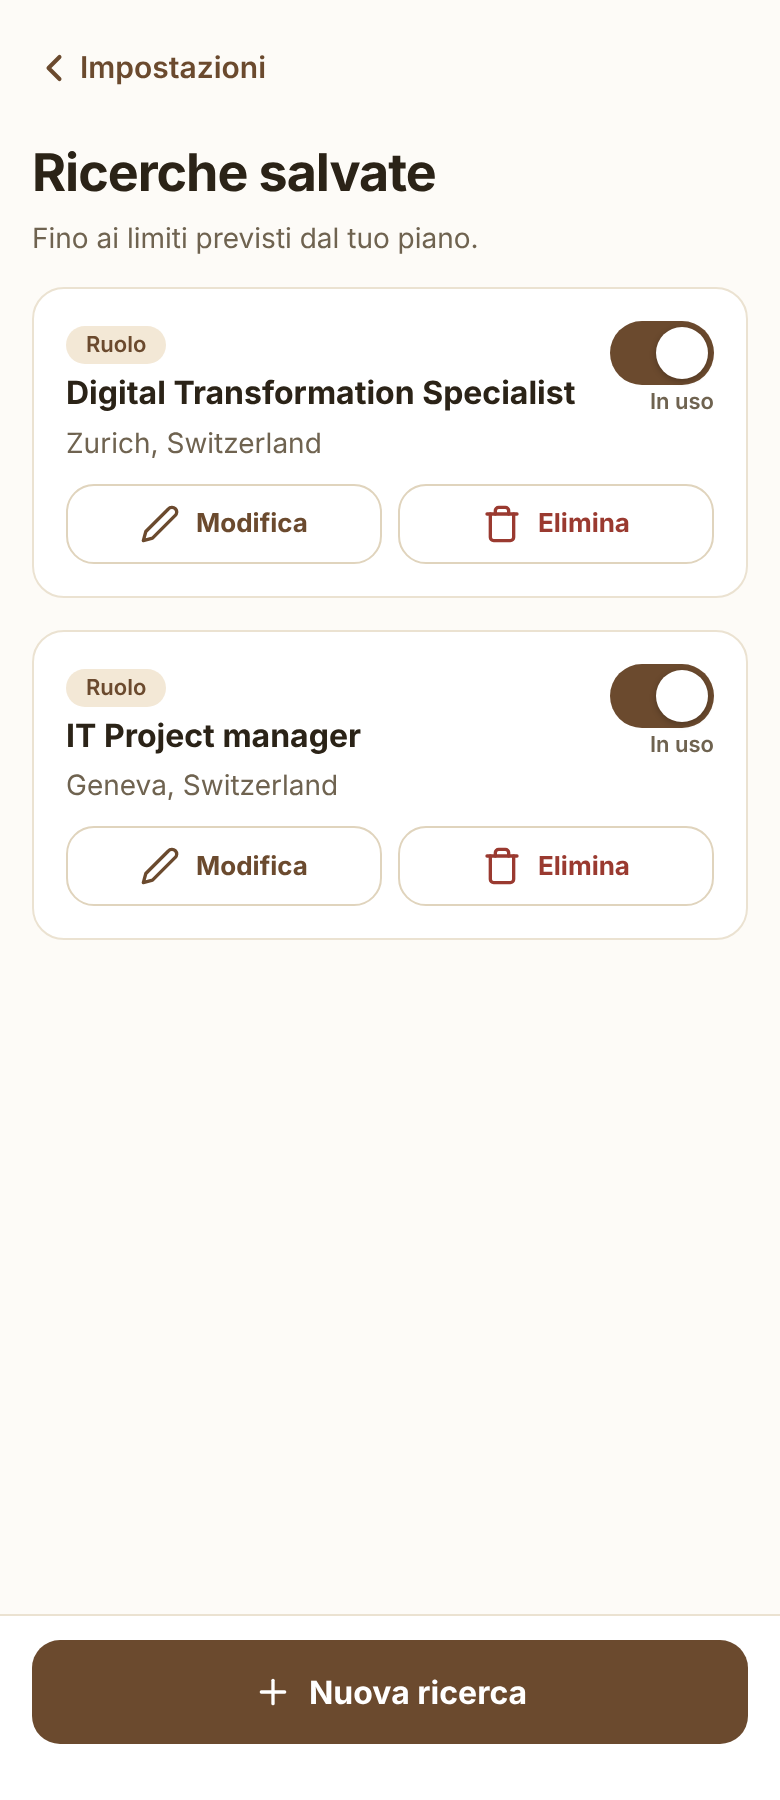 Impostazioni
Ricerche salvate
Fino ai limiti previsti dal tuo piano.
Ruolo
Digital Transformation Specialist
In uso
Zurich, Switzerland
Modifica
Elimina
Ruolo
IT Project manager
In uso
Geneva, Switzerland
Modifica
Elimina
Nuova ricerca